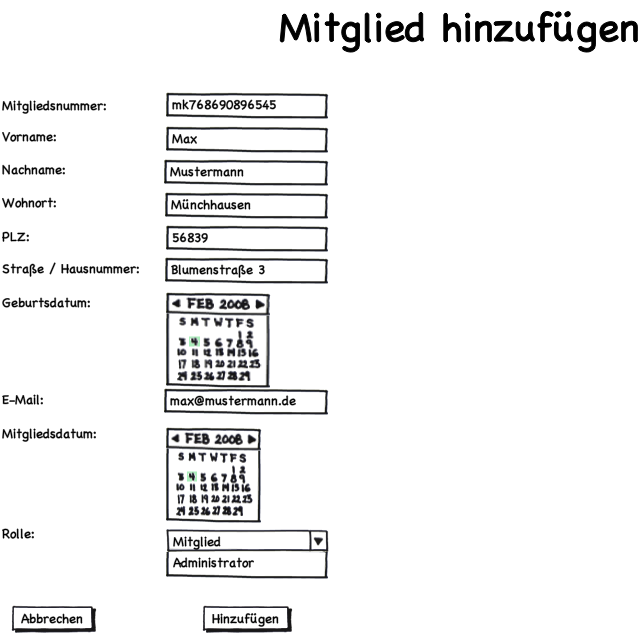 Mitglied hinzufügen
Mitgliedsnummer: mk768690896545
Vorname: Max
Nachname: Mustermann
Wohnort: Münchhausen
PLZ: 56839
Straße / Hausnummer: Blumenstraße 3
Geburtsdatum: ◄ FEB 2008 ►
S M T W T F S
1 2
3 4 5 6 7 8 9
10 11 12 13 14 15 16
17 18 19 20 21 22 23
24 25 26 27 28 29
E-Mail: max@mustermann.de
Mitgliedsdatum: ◄ FEB 2008 ►
S M T W T F S
1 2
3 4 5 6 7 8 9
10 11 12 13 14 15 16
17 18 19 20 21 22 23
24 25 26 27 28 29
Rolle: Mitglied ▼
Administrator
Abbrechen Hinzufügen